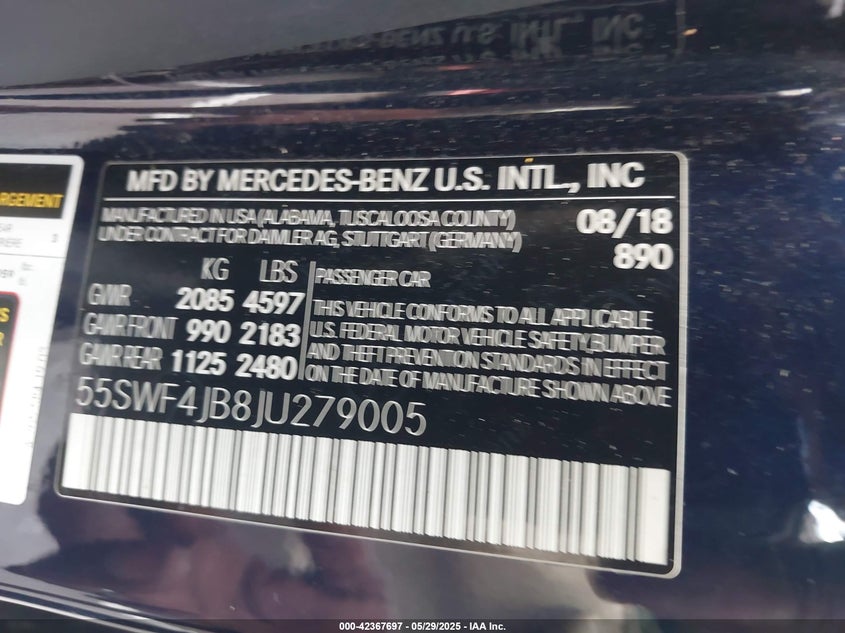 MFD BY MERCEDES-BENZ U.S. INTL., INC
MANUFACTURED IN USA (ALABAMA, TUSCALOOSA COUNTY)
UNDER CONTRACT FOR DAIMLER AG, STUTTGART (GERMANY)
08/18
890
KG LBS
GVWR 2085 4597
GAWR FRONT 990 2183
GAWR REAR 1125 2480
PASSENGER CAR
THIS VEHICLE CONFORMS TO ALL APPLICABLE
U.S. FEDERAL MOTOR VEHICLE SAFETY, BUMPER
AND THEFT PREVENTION STANDARDS IN EFFECT
ON THE DATE OF MANUFACTURE SHOWN ABOVE
55SWF4JB8JU279005
000-42367697 - 05/29/2025 - IAA Inc.